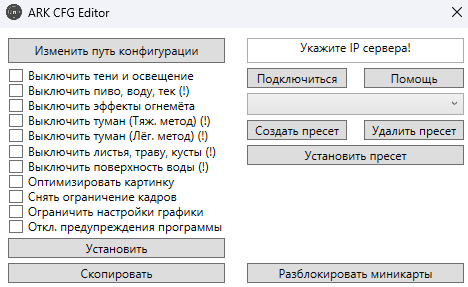 ARK CFG Editor
Изменить путь конфигурации
Выключить тени и освещение
Выключить пиво, воду, тек (!)
Выключить эффекты огнемёта
Выключить туман (Тяж. метод) (!)
Выключить туман (Лёг. метод) (!)
Выключить листья, траву, кусты (!)
Выключить поверхность воды (!)
Оптимизировать картинку
Снять ограничение кадров
Ограничить настройки графики
Откл. предупреждения программы
Установить
Скопировать
Укажите IP сервера!
Подключиться
Помощь
Создать пресет
Удалить пресет
Установить пресет
Разблокировать миникарты